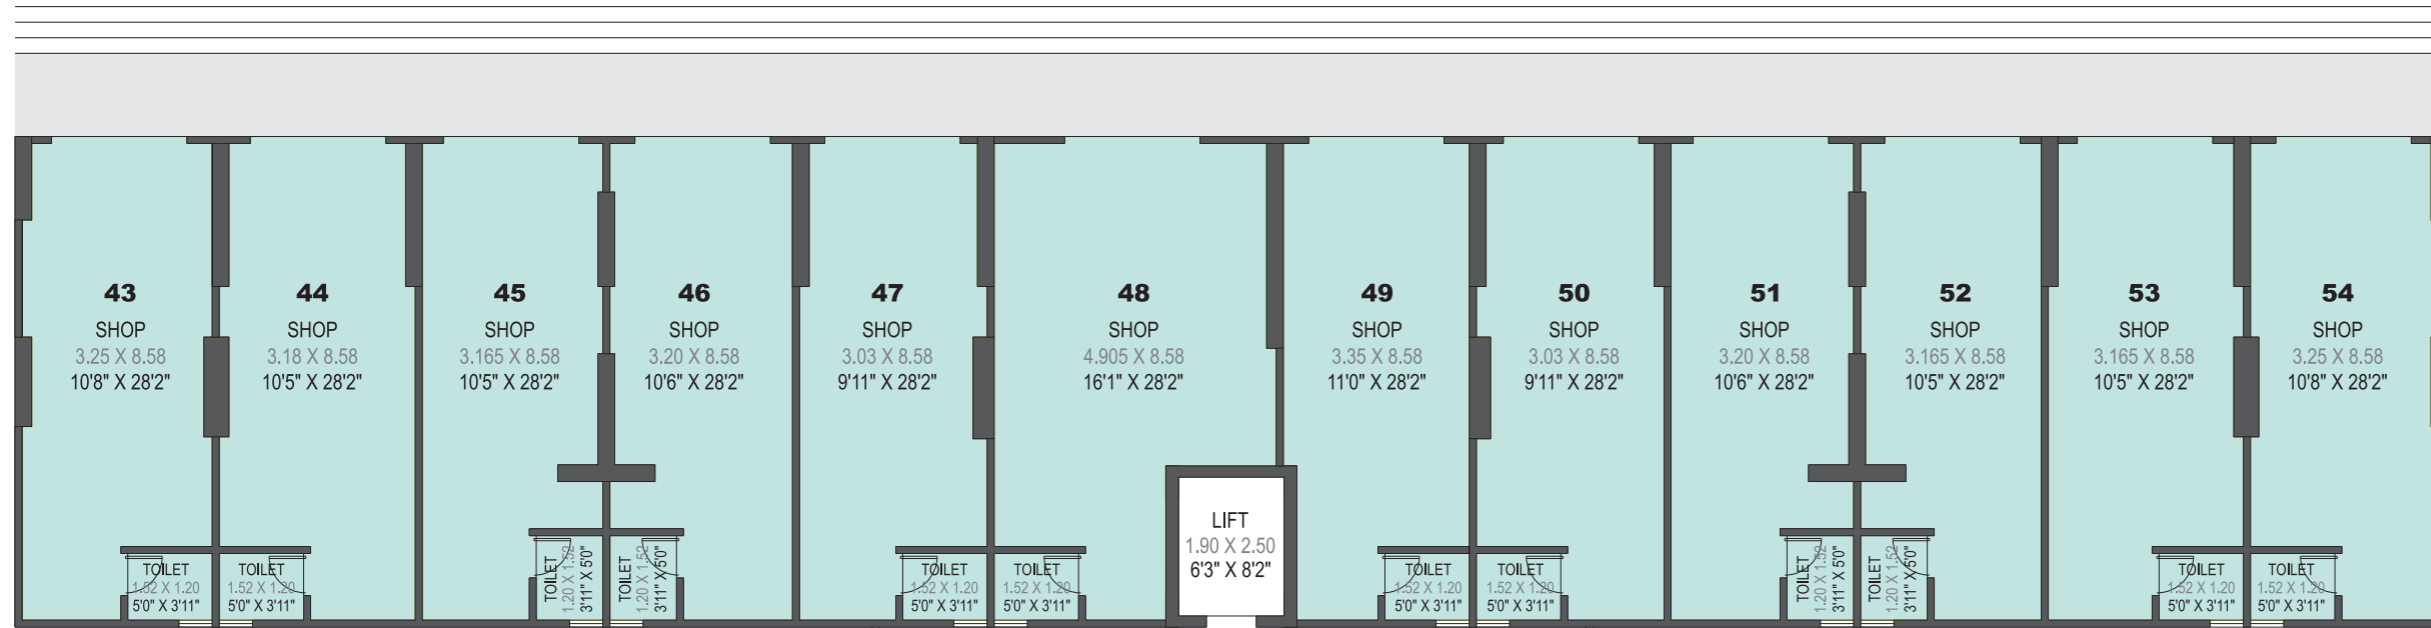 43
SHOP
3.25 X 8.58
10'8" X 28'2"
44
SHOP
3.18 X 8.58
10'5" X 28'2"
45
SHOP
3.165 X 8.58
10'5" X 28'2"
46
SHOP
3.20 X 8.58
10'6" X 28'2"
47
SHOP
3.03 X 8.58
9'11" X 28'2"
48
SHOP
4.905 X 8.58
16'1" X 28'2"
49
SHOP
3.35 X 8.58
11'0" X 28'2"
50
SHOP
3.03 X 8.58
9'11" X 28'2"
51
SHOP
3.20 X 8.58
10'6" X 28'2"
52
SHOP
3.165 X 8.58
10'5" X 28'2"
53
SHOP
3.165 X 8.58
10'5" X 28'2"
54
SHOP
3.25 X 8.58
10'8" X 28'2"
TOILET
1.52 X 1.20
5'0" X 3'11"
TOILET
1.52 X 1.20
5'0" X 3'11"
TOILET
1.20 X 1.52
3'11" X 5'0"
TOILET
1.20 X 1.52
3'11" X 5'0"
TOILET
1.52 X 1.20
5'0" X 3'11"
TOILET
1.52 X 1.20
5'0" X 3'11"
LIFT
1.90 X 2.50
6'3" X 8'2"
TOILET
1.52 X 1.20
5'0" X 3'11"
TOILET
1.52 X 1.20
5'0" X 3'11"
TOILET
1.20 X 1.52
3'11" X 5'0"
TOILET
1.20 X 1.52
3'11" X 5'0"
TOILET
1.52 X 1.20
5'0" X 3'11"
TOILET
1.52 X 1.20
5'0" X 3'11"